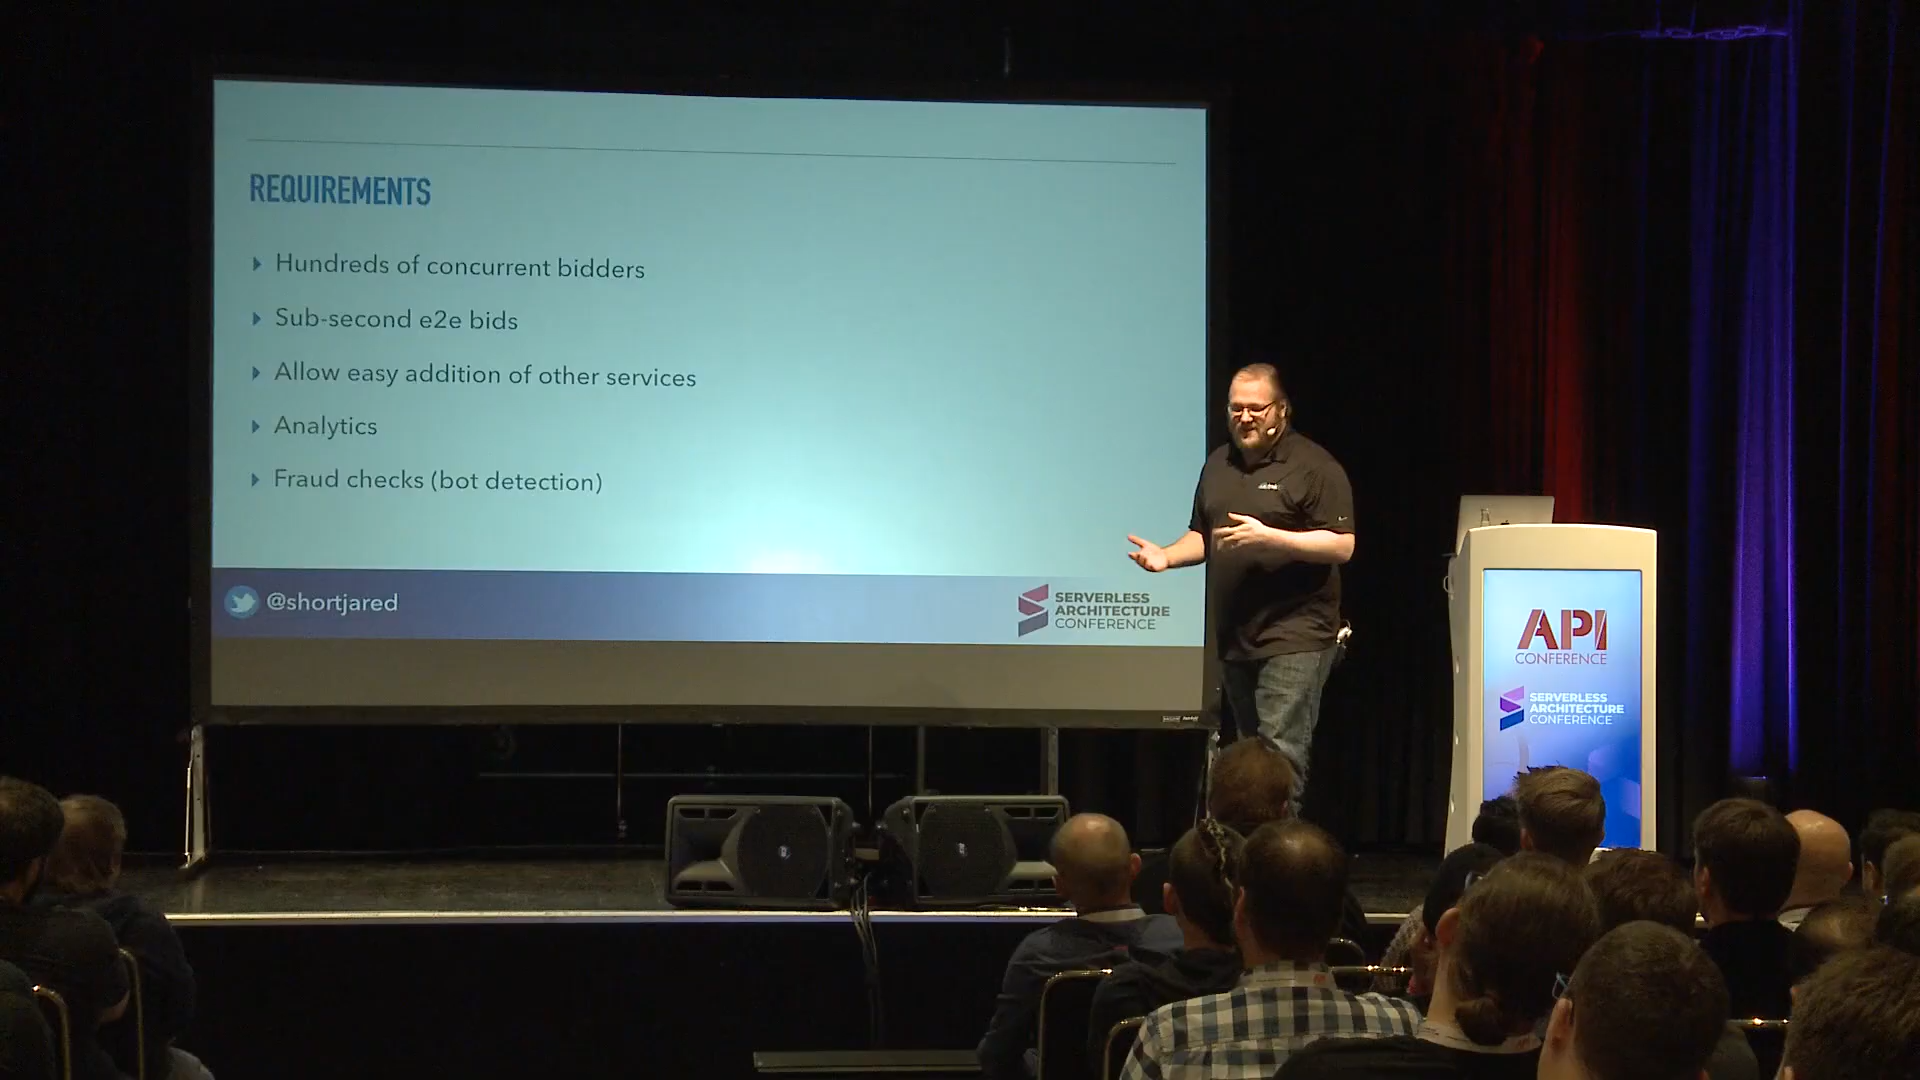 REQUIREMENTS
Hundreds of concurrent bidders
Sub-second e2e bids
Allow easy addition of other services
Analytics
Fraud checks (bot detection)
@shortjared
SERVERLESS
ARCHITECTURE
CONFERENCE
API
CONFERENCE
SERVERLESS
ARCHITECTURE
CONFERENCE